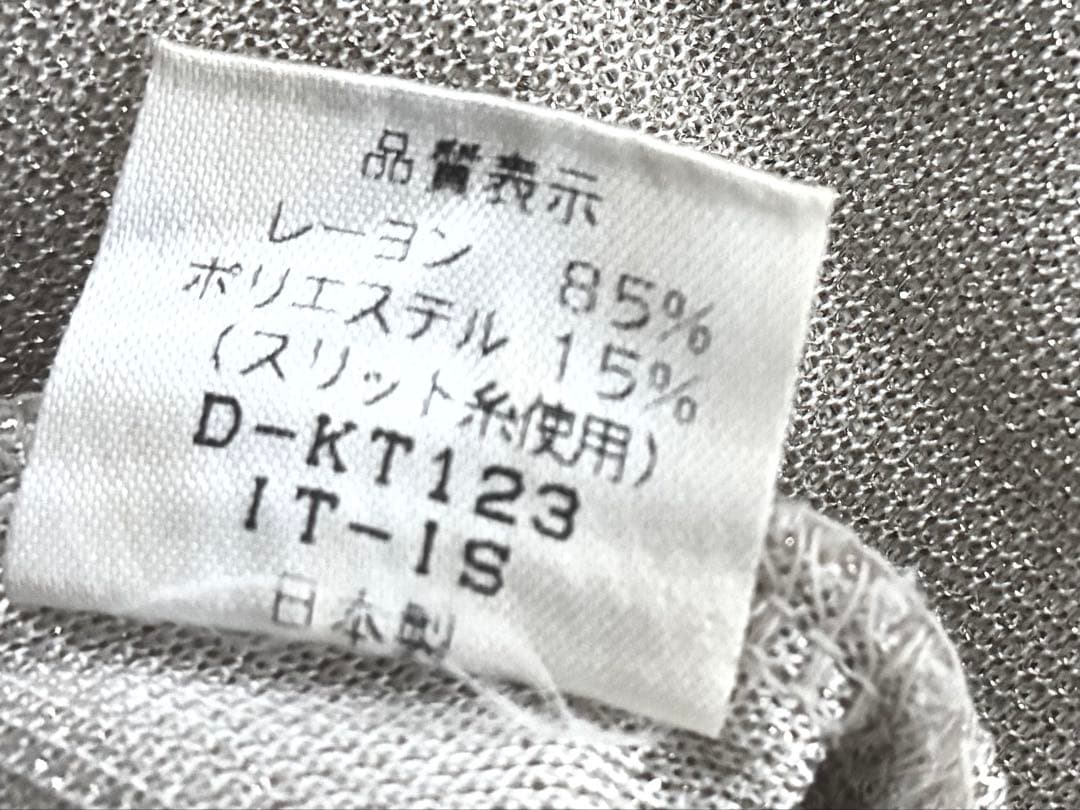 品質表示
レーヨン 85%
ポリエステル 15%
(スリット糸使用)
D-KT123
IT-IS
日本製